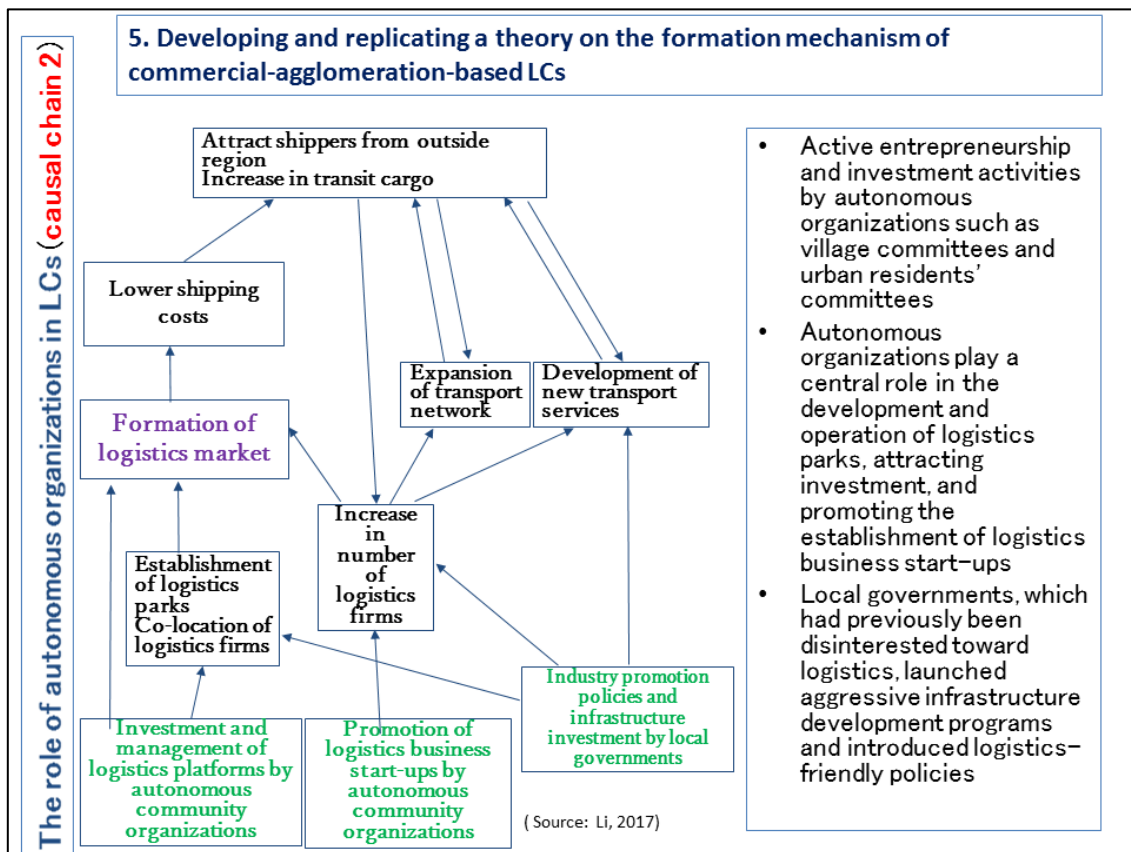 5. Developing and replicating a theory on the formation mechanism of
commercial-agglomeration-based LCs
The role of autonomous organizations in LCs (causal chain 2)
Attract shippers from outside
region
Increase in transit cargo
Lower shipping
costs
Expansion
of transport
network
Development of
new transport
services
Formation of
logistics market
Increase
in
number
of
logistics
firms
Establishment
of logistics
parks
Co-location of
logistics firms
Industry promotion
policies and
infrastructure
investment by local
governments
Investment and
management of
logistics platforms by
autonomous
community
organizations
Promotion of
logistics business
start-ups by
autonomous
community
organizations
( Source: Li, 2017)
• Active entrepreneurship
and investment activities
by autonomous
organizations such as
village committees and
urban residents’
committees
• Autonomous
organizations play a
central role in the
development and
operation of logistics
parks, attracting
investment, and
promoting the
establishment of logistics
business start-ups
• Local governments, which
had previously been
disinterested toward
logistics, launched
aggressive infrastructure
development programs
and introduced logistics-
friendly policies